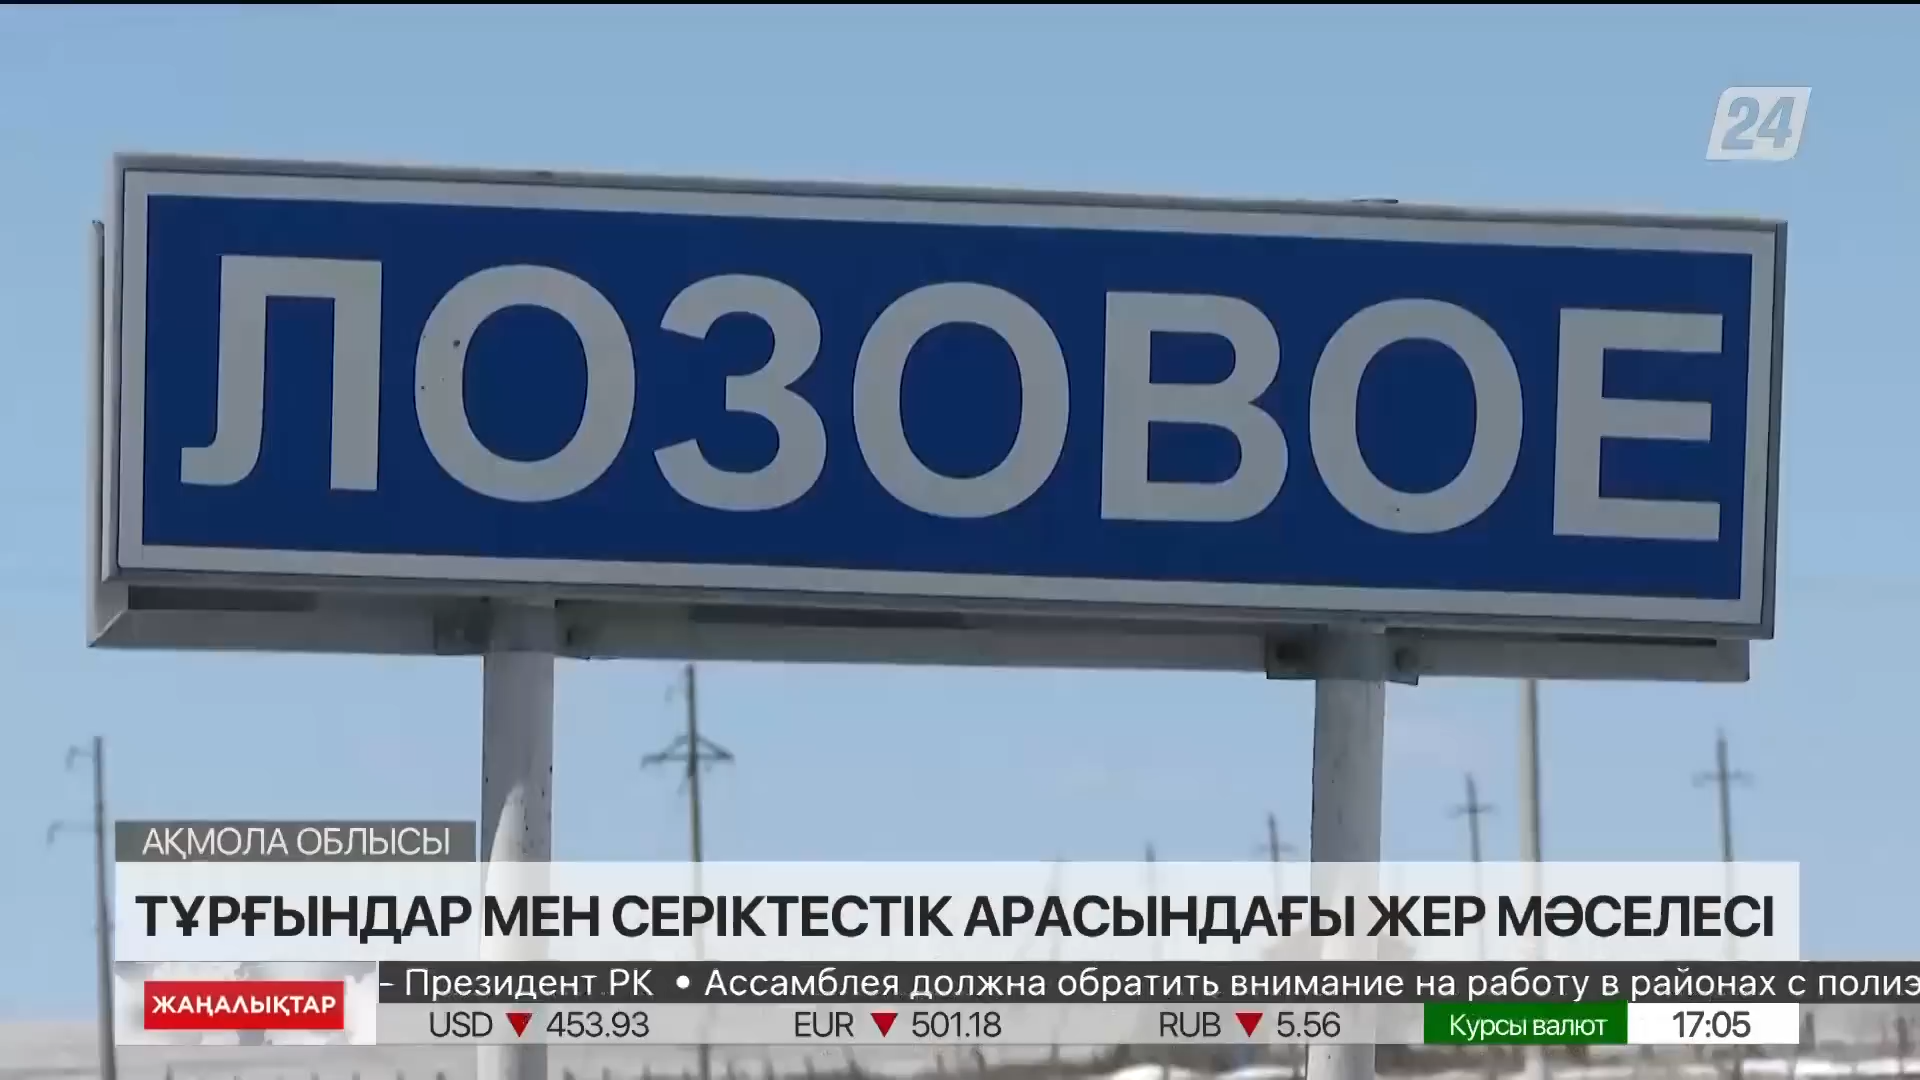 24
ЛОЗОВОЕ
АҚМОЛА ОБЛЫСЫ
ТҰРҒЫНДАР МЕН СЕРІКТЕСТІК АРАСЫНДАҒЫ ЖЕР МӘСЕЛЕСІ
– Президент РК • Ассамблея должна обратить внимание на работу в районах с полиэ
ЖАҢАЛЫҚТАР
USD 453.93 EUR 501.18 RUB 5.56 Курсы валют 17:05